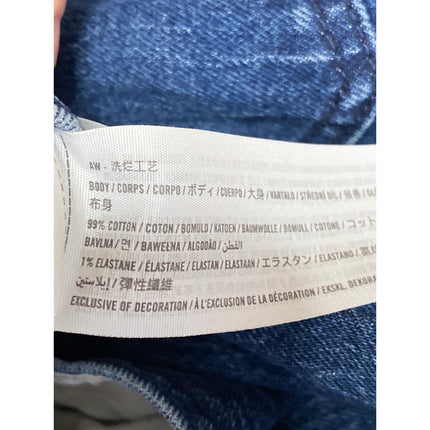 AW - 洗烂工艺
BODY / CORPS / CORPO / ボディ / CUERPO / 大身 / VARTALO / STŘEDNÍ DÍL /
布身
99% COTTON / COTON / BOMULD / KATOEN / BAUMWOLLE / BOMULL / COTONE / コット
BAVLNA / 면 / BAWEŁNA / ALGODÃO / القطن /
1% ELASTANE / ÉLASTANE / ELASTAN / ELASTAAN / エラスタン / ELASTANO /
إيلاستين / 彈性纖維
EXCLUSIVE OF DECORATION / À L'EXCLUSION DE LA DÉCORATION / EKSKL. DEKORA